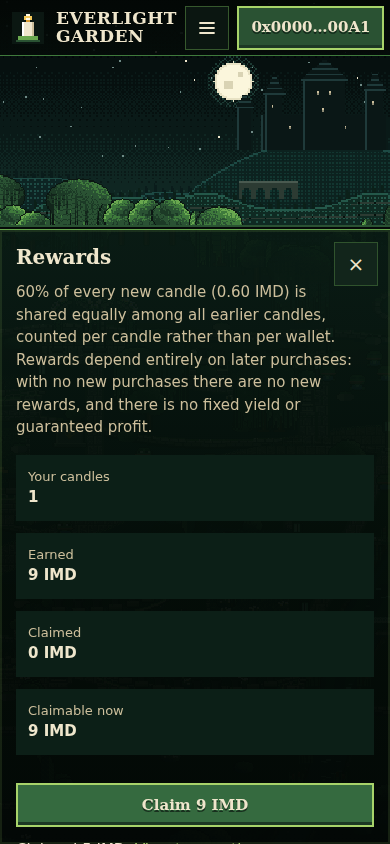 EVERLIGHT
GARDEN
0x0000...00A1
Rewards
60% of every new candle (0.60 IMD) is
shared equally among all earlier candles,
counted per candle rather than per wallet.
Rewards depend entirely on later purchases:
with no new purchases there are no new
rewards, and there is no fixed yield or
guaranteed profit.
Your candles
1
Earned
9 IMD
Claimed
0 IMD
Claimable now
9 IMD
Claim 9 IMD